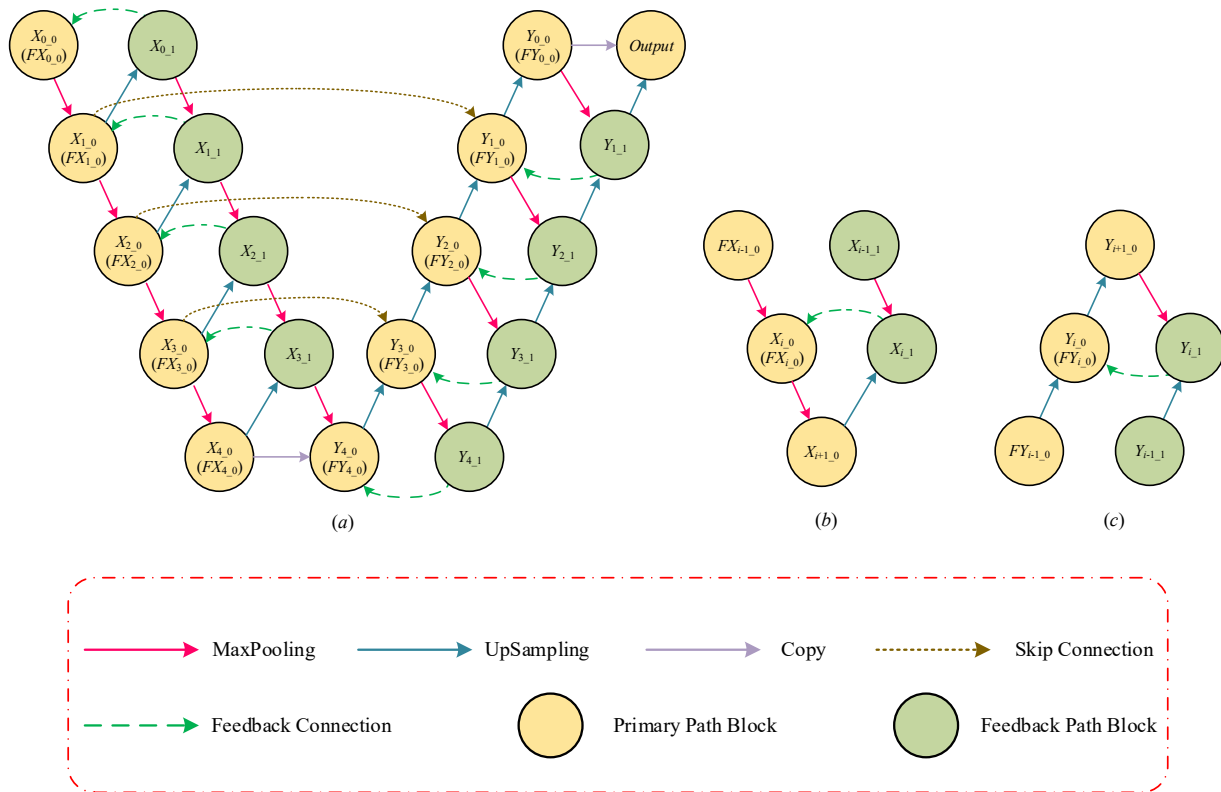 X0_0
(FX0_0)
X0_1
Y0_0
(FY0_0)
Output
X1_0
(FX1_0)
X1_1
Y1_0
(FY1_0)
Y1_1
X2_0
(FX2_0)
X2_1
Y2_0
(FY2_0)
Y2_1
X3_0
(FX3_0)
X3_1
Y3_0
(FY3_0)
Y3_1
X4_0
(FX4_0)
Y4_0
(FY4_0)
Y4_1
(a)
FXi-1_0
Xi-1_1
Xi_0
(FXi_0)
Xi_1
Xi+1_0
(b)
Yi+1_0
Yi_0
(FYi_0)
Yi_1
FYi-1_0
Yi-1_1
(c)
MaxPooling
UpSampling
Copy
Skip Connection
Feedback Connection
Primary Path Block
Feedback Path Block